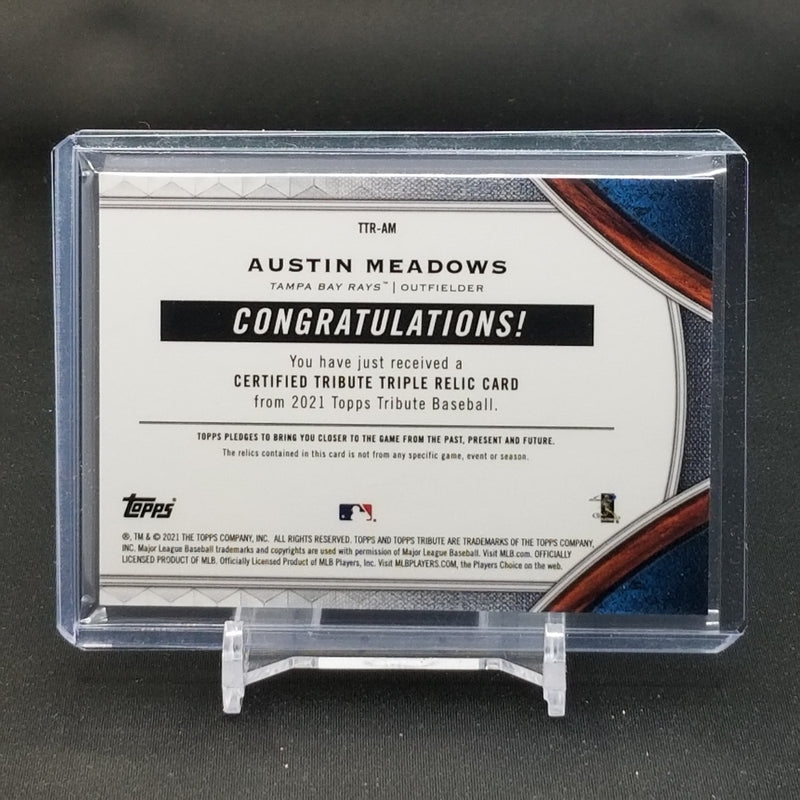 TTR-AM
AUSTIN MEADOWS
TAMPA BAY RAYS™ | OUTFIELDER
CONGRATULATIONS!
You have just received a
CERTIFIED TRIBUTE TRIPLE RELIC CARD
from 2021 Topps Tribute Baseball.
TOPPS PLEDGES TO BRING YOU CLOSER TO THE GAME FROM THE PAST, PRESENT AND FUTURE.
The relics contained in this card is not from any specific game, event or season.
topps
®, TM & © 2021 THE TOPPS COMPANY, INC. ALL RIGHTS RESERVED. TOPPS AND TOPPS TRIBUTE ARE TRADEMARKS OF THE TOPPS COMPANY,
INC. Major League Baseball trademarks and copyrights are used with permission of Major League Baseball. Visit MLB.com. OFFICIALLY
LICENSED PRODUCT OF MLB. Officially Licensed Product of MLB Players, Inc. Visit MLBPLAYERS.COM, the Players Choice on the web.